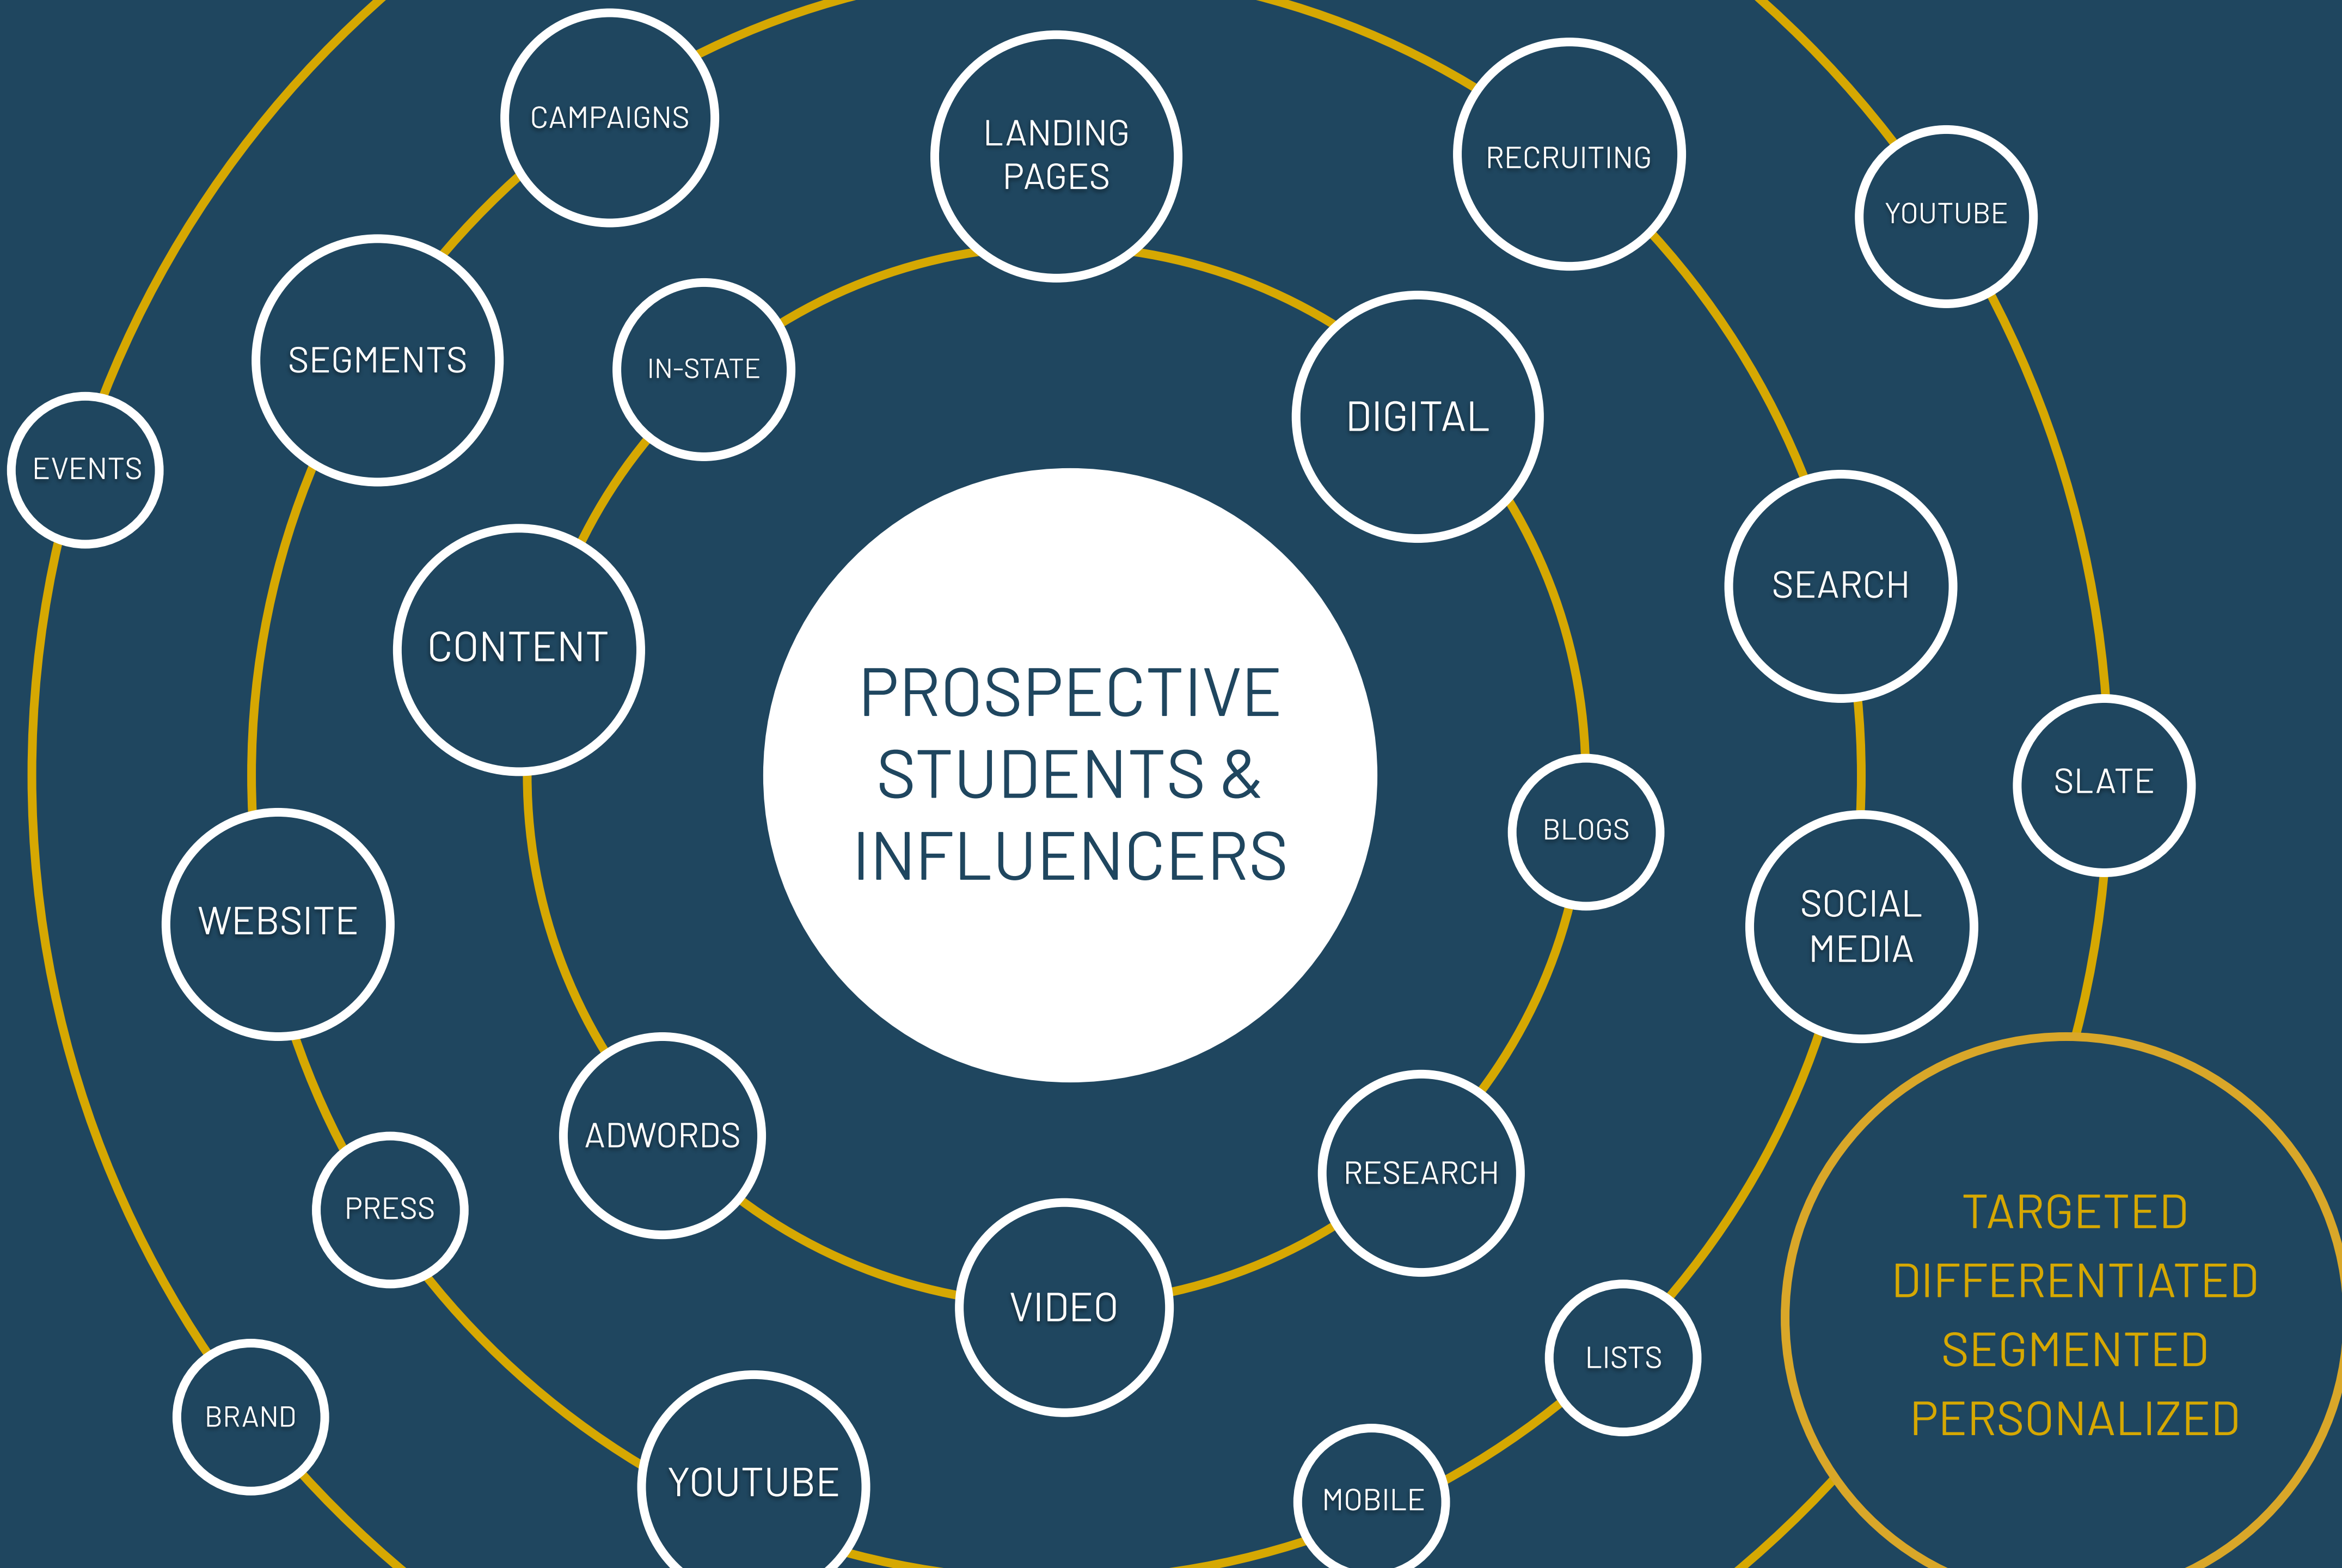 CAMPAIGNS
LANDING
PAGES
RECRUITING
YOUTUBE
SEGMENTS
IN-STATE
DIGITAL
EVENTS
SEARCH
CONTENT
PROSPECTIVE
STUDENTS &
INFLUENCERS
SLATE
BLOGS
WEBSITE
SOCIAL
MEDIA
ADWORDS
RESEARCH
PRESS
VIDEO
LISTS
BRAND
YOUTUBE
MOBILE
TARGETED
DIFFERENTIATED
SEGMENTED
PERSONALIZED